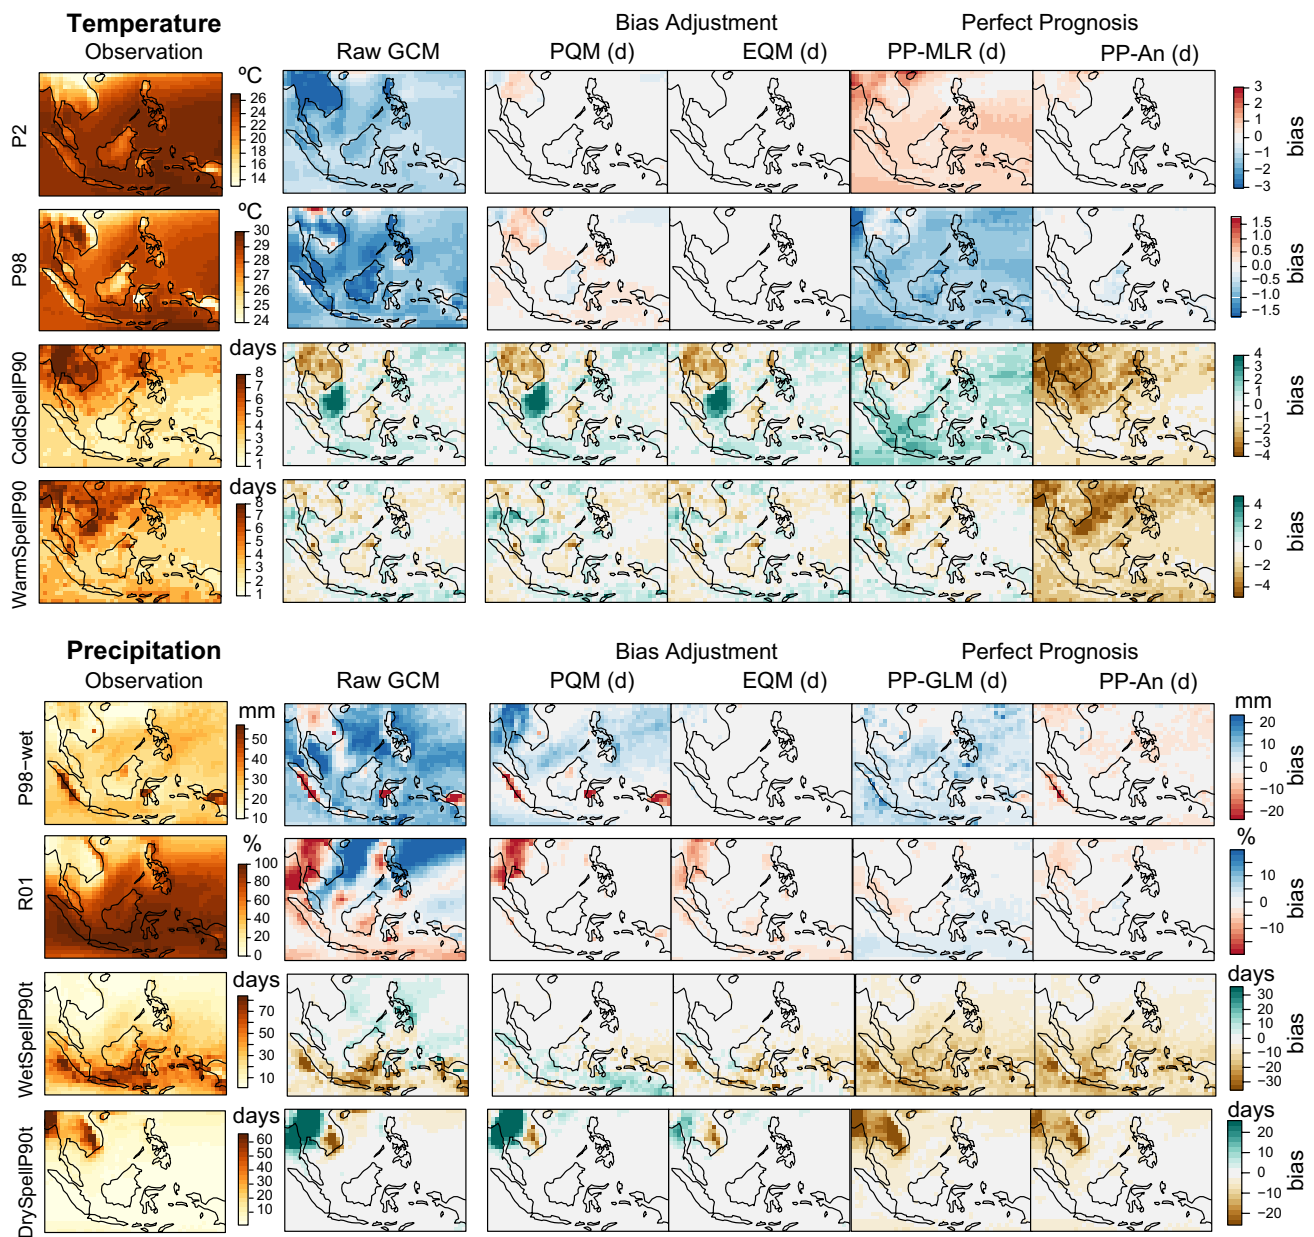 Temperature
Bias Adjustment
Perfect Prognosis
Observation
Raw GCM
PQM (d)
EQM (d)
PP-MLR (d)
PP-An (d)
P2
ºC
26
24
22
20
18
16
14
3
2
1
0
−1
−2
−3
bias
P98
ºC
30
29
28
27
26
25
24
1.5
1.0
0.5
0.0
−0.5
−1.0
−1.5
bias
ColdSpellP90
days
8
7
6
5
4
3
2
1
4
3
2
1
0
−1
−2
−3
−4
bias
WarmSpellP90
days
8
7
6
5
4
3
2
1
4
2
0
−2
−4
bias
Precipitation
Bias Adjustment
Perfect Prognosis
Observation
Raw GCM
PQM (d)
EQM (d)
PP-GLM (d)
PP-An (d)
P98−wet
mm
50
40
30
20
10
mm
20
10
0
−10
−20
bias
R01
%
100
80
60
40
20
0
%
10
0
−10
bias
WetSpellP90t
days
70
50
30
10
days
30
20
10
0
−10
−20
−30
bias
DrySpellP90t
days
60
50
40
30
20
10
days
20
10
0
−10
−20
bias